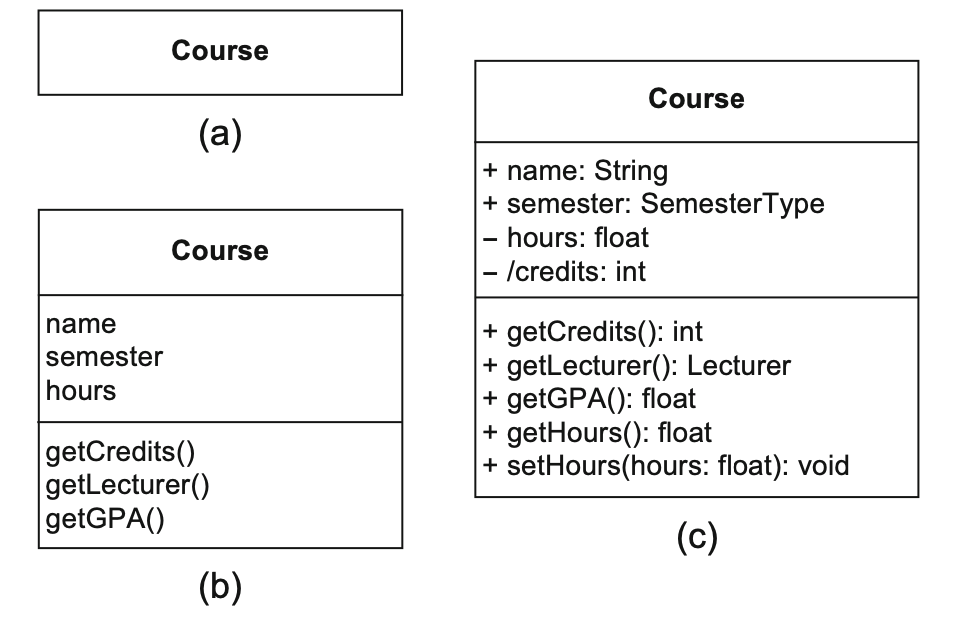 Course
(a)
Course
name
semester
hours
getCredits()
getLecturer()
getGPA()
(b)
Course
+ name: String
+ semester: SemesterType
– hours: float
– /credits: int
+ getCredits(): int
+ getLecturer(): Lecturer
+ getGPA(): float
+ getHours(): float
+ setHours(hours: float): void
(c)